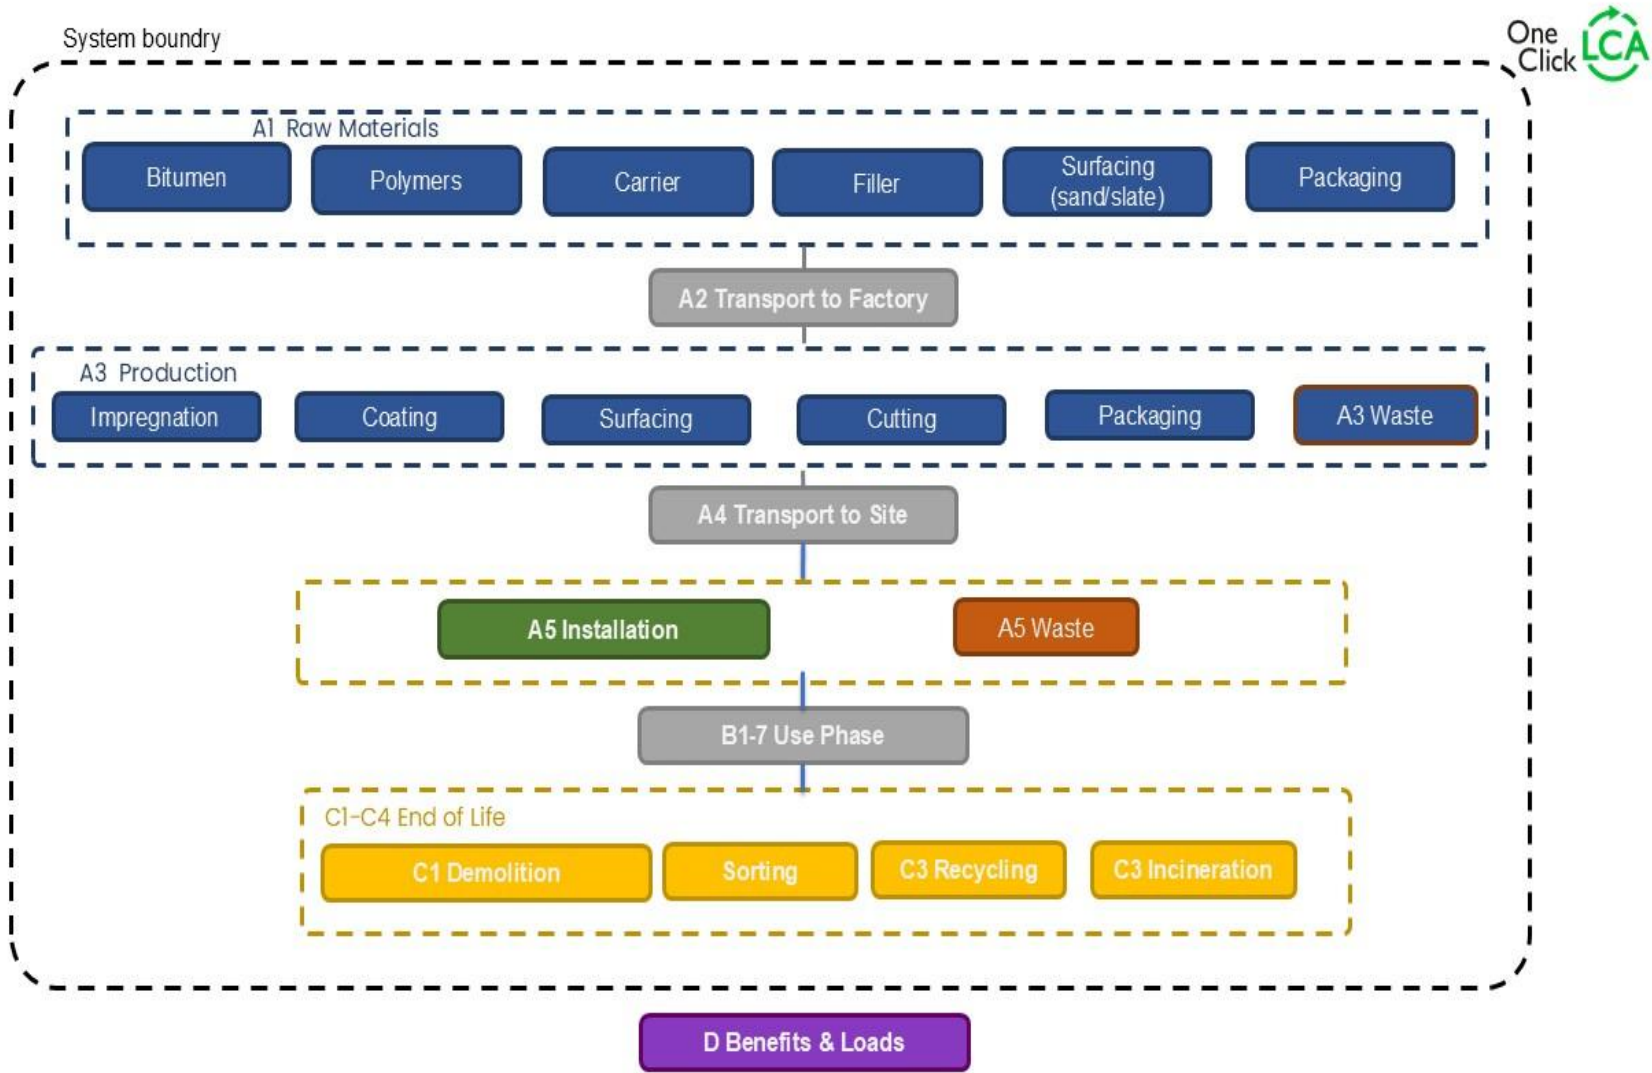 System boundry
One
Click LCA
A1 Raw Materials
Bitumen
Polymers
Carrier
Filler
Surfacing
(sand/slate)
Packaging
A2 Transport to Factory
A3 Production
Impregnation
Coating
Surfacing
Cutting
Packaging
A3 Waste
A4 Transport to Site
A5 Installation
A5 Waste
B1-7 Use Phase
C1-C4 End of Life
C1 Demolition
Sorting
C3 Recycling
C3 Incineration
D Benefits & Loads